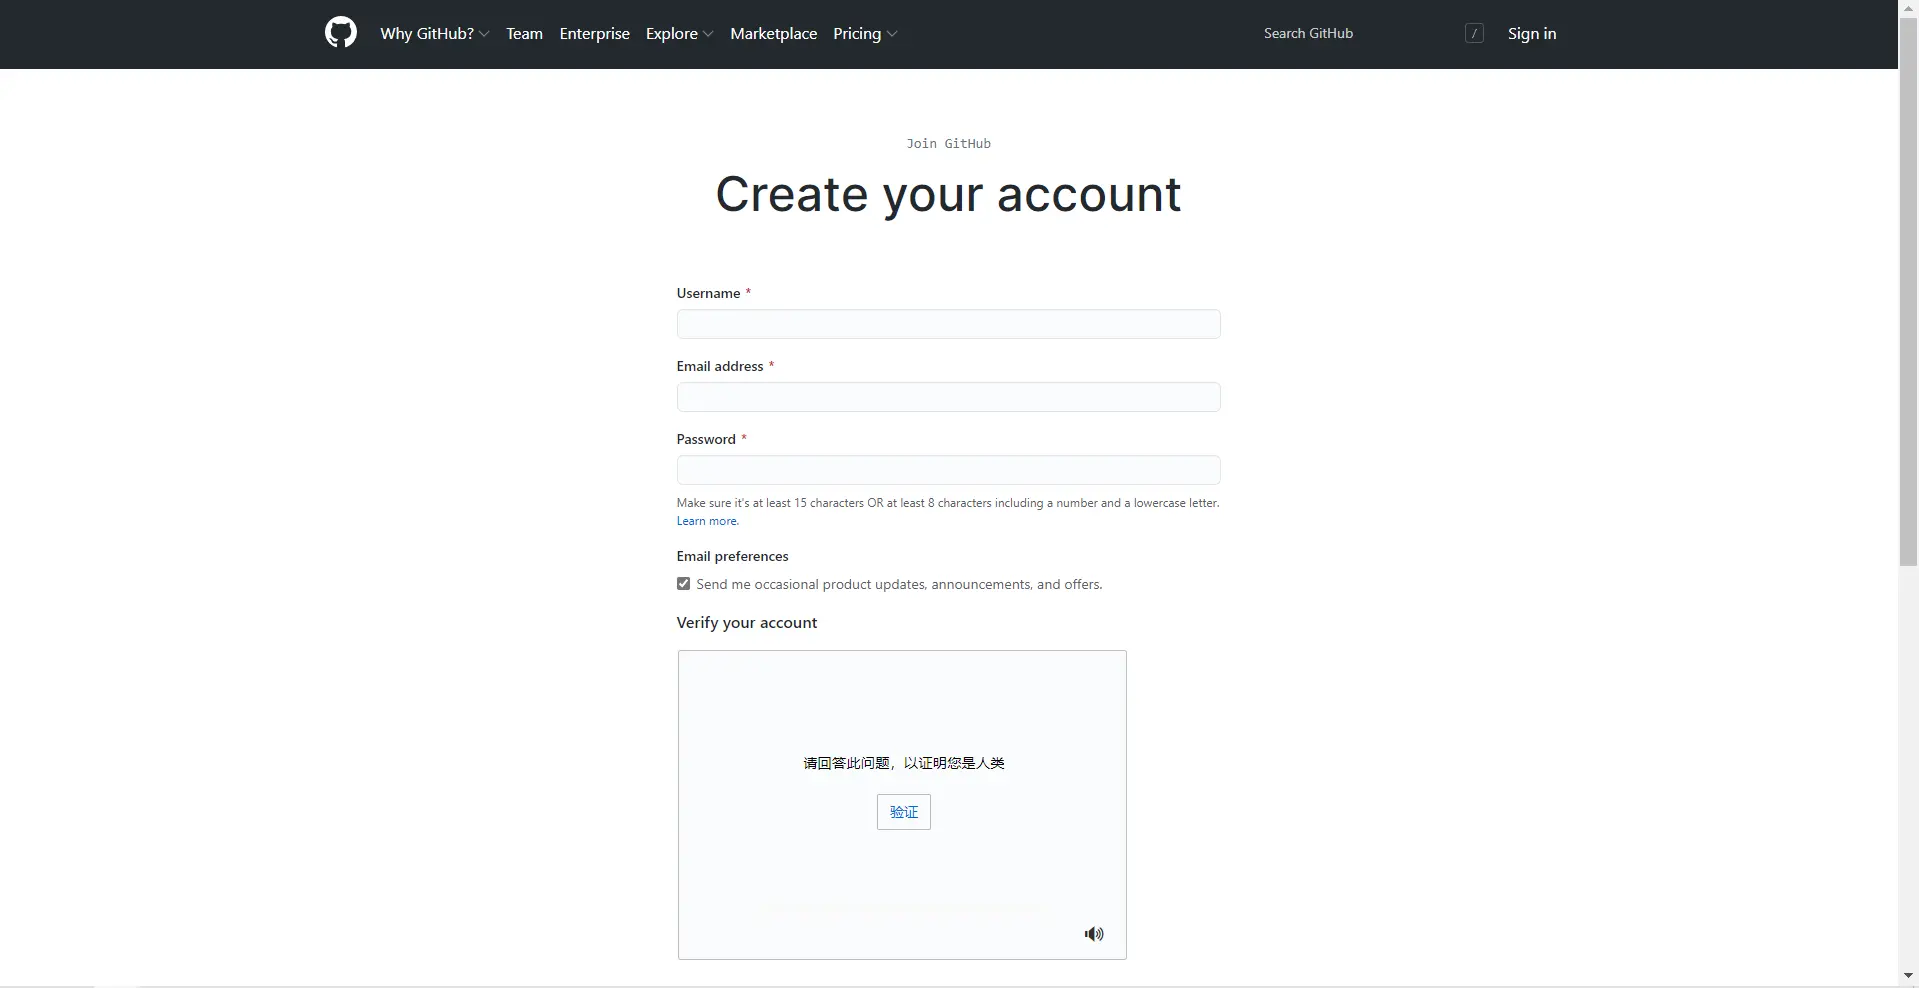 Why GitHub? Team Enterprise Explore Marketplace Pricing Search GitHub / Sign in
Join GitHub
Create your account
Username *
Email address *
Password *
Make sure it's at least 15 characters OR at least 8 characters including a number and a lowercase letter.
Learn more.
Email preferences
Send me occasional product updates, announcements, and offers.
Verify your account
请回答此问题，以证明您是人类
验证